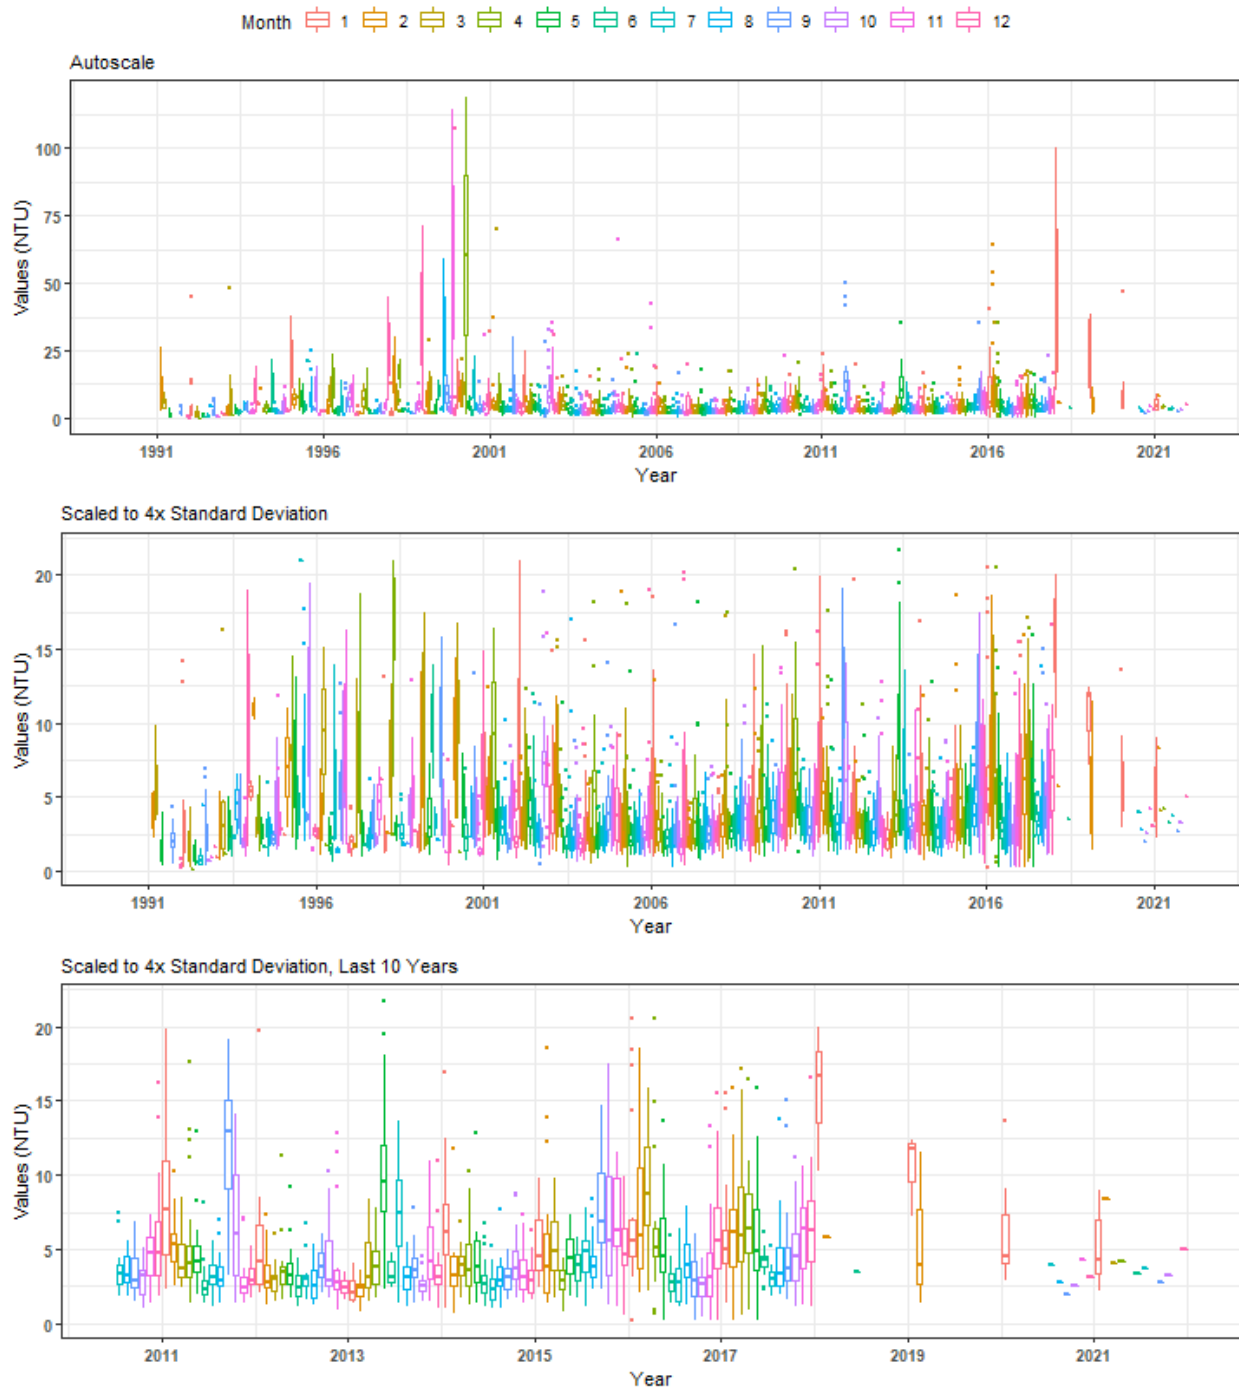 Month 1 2 3 4 5 6 7 8 9 10 11 12
Autoscale
Values (NTU)
100
75
50
25
0
1991 1996 2001 2006 2011 2016 2021
Year
Scaled to 4x Standard Deviation
Values (NTU)
20
15
10
5
0
1991 1996 2001 2006 2011 2016 2021
Year
Scaled to 4x Standard Deviation, Last 10 Years
Values (NTU)
20
15
10
5
0
2011 2013 2015 2017 2019 2021
Year